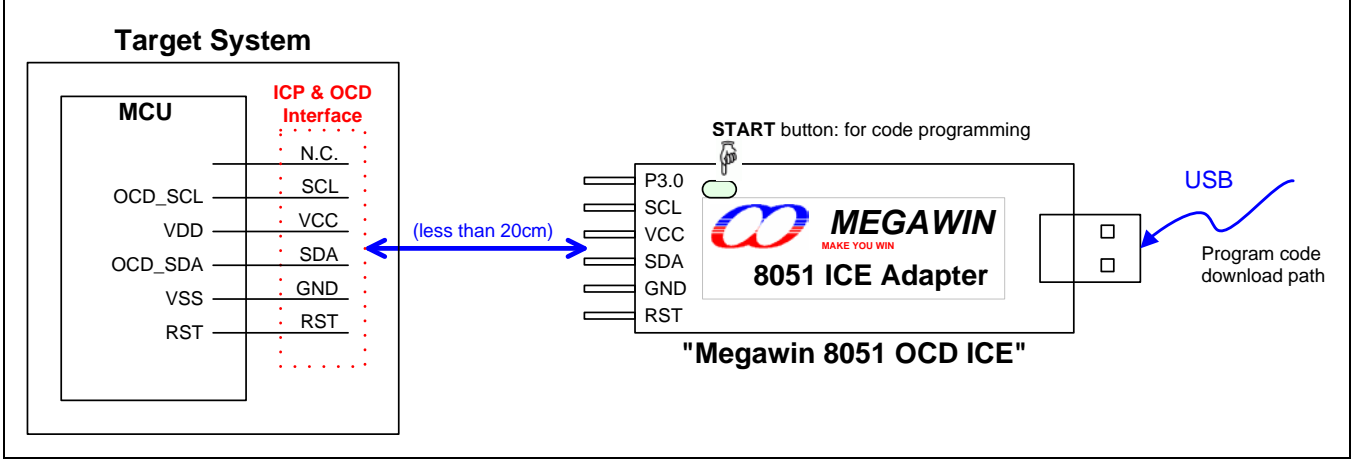 Target System
MCU
ICP & OCD
Interface
N.C.
OCD_SCL
SCL
VDD
VCC
OCD_SDA
SDA
VSS
GND
RST
RST
(less than 20cm)
START button: for code programming
P3.0
SCL
VCC
SDA
GND
RST
MEGAWIN
MAKE YOU WIN
8051 ICE Adapter
"Megawin 8051 OCD ICE"
USB
Program code
download path